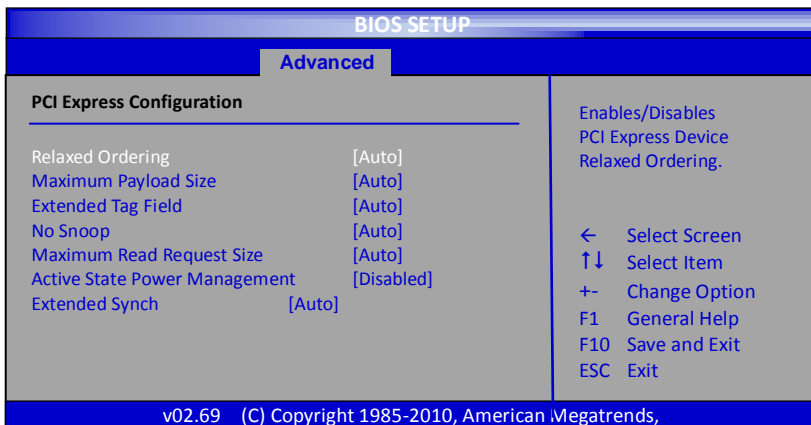 BIOS SETUP
Advanced
PCI Express Configuration
Relaxed Ordering [Auto]
Maximum Payload Size [Auto]
Extended Tag Field [Auto]
No Snoop [Auto]
Maximum Read Request Size [Auto]
Active State Power Management [Disabled]
Extended Synch [Auto]
Enables/Disables
PCI Express Device
Relaxed Ordering.
← Select Screen
↑↓ Select Item
+- Change Option
F1 General Help
F10 Save and Exit
ESC Exit
v02.69 (C) Copyright 1985-2010, American Megatrends,